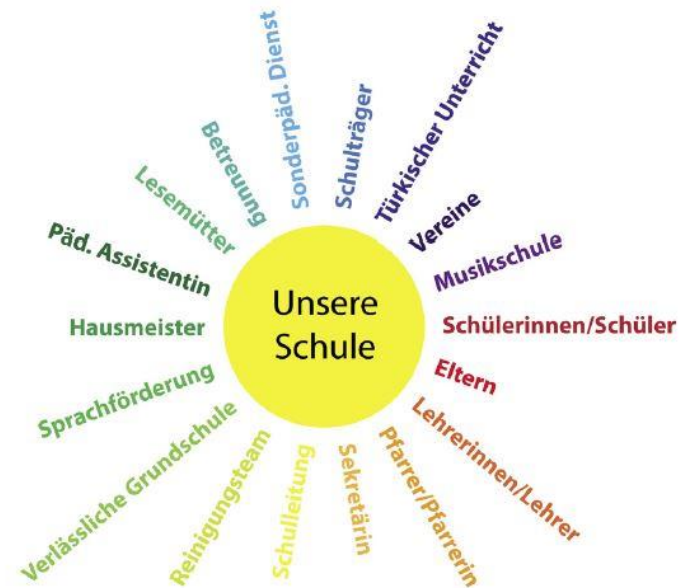 Unsere
Schule
Sonderpäd. Dienst
Schulträger
Türkischer Unterricht
Vereine
Musikschule
Schülerinnen/Schüler
Eltern
Lehrerinnen/Lehrer
Pfarrer/Pfarrerin
Sekretärin
Schulleitung
Reinigungsteam
Verlässliche Grundschule
Sprachförderung
Hausmeister
Päd. Assistentin
Lesemütter
Betreuung